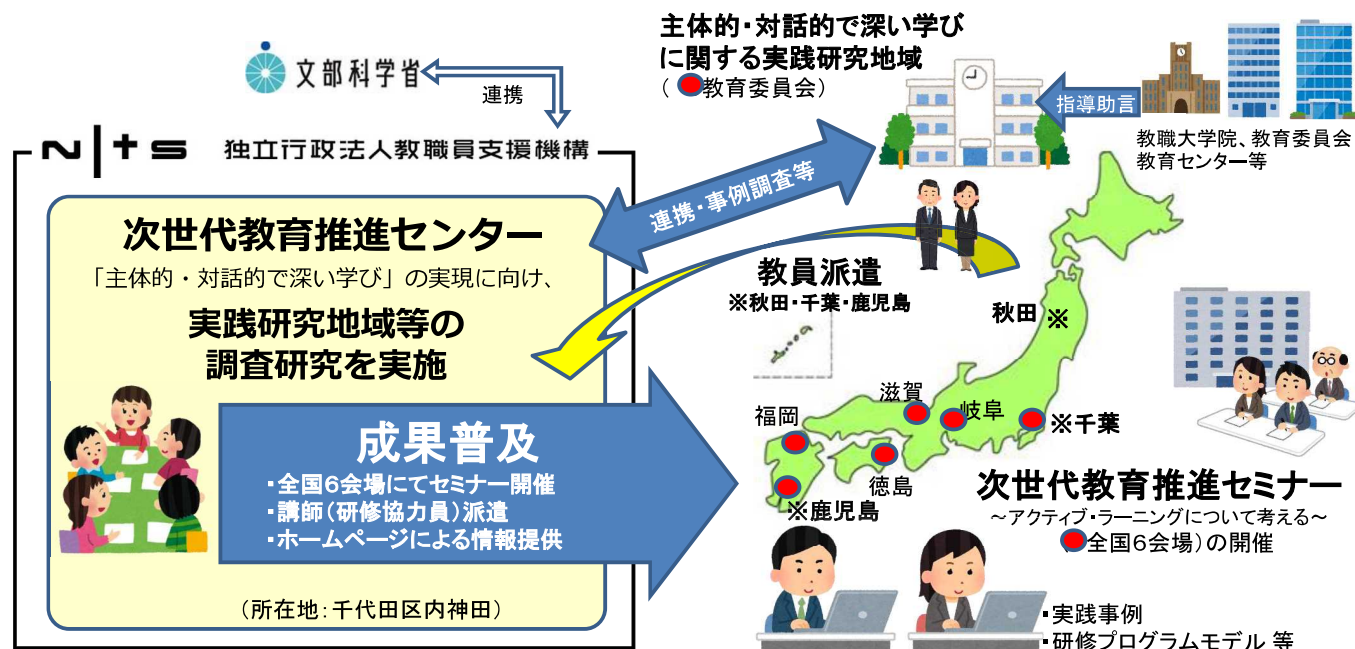 文部科学省
連携
N|ts 独立行政法人教職員支援機構
次世代教育推進センター
「主体的・対話的で深い学び」の実現に向け、
実践研究地域等の
調査研究を実施
成果普及
・全国6会場にてセミナー開催
・講師(研修協力員)派遣
・ホームページによる情報提供
(所在地:千代田区内神田)
連携・事例調査等
主体的・対話的で深い学び
に関する実践研究地域
(教育委員会)
指導助言
教職大学院、教育委員会
教育センター等
教員派遣
※秋田・千葉・鹿児島
秋田※
滋賀
岐阜
福岡
※千葉
徳島
※鹿児島
次世代教育推進セミナー
~アクティブ・ラーニングについて考える~
全国6会場)の開催
・実践事例
・研修プログラムモデル 等